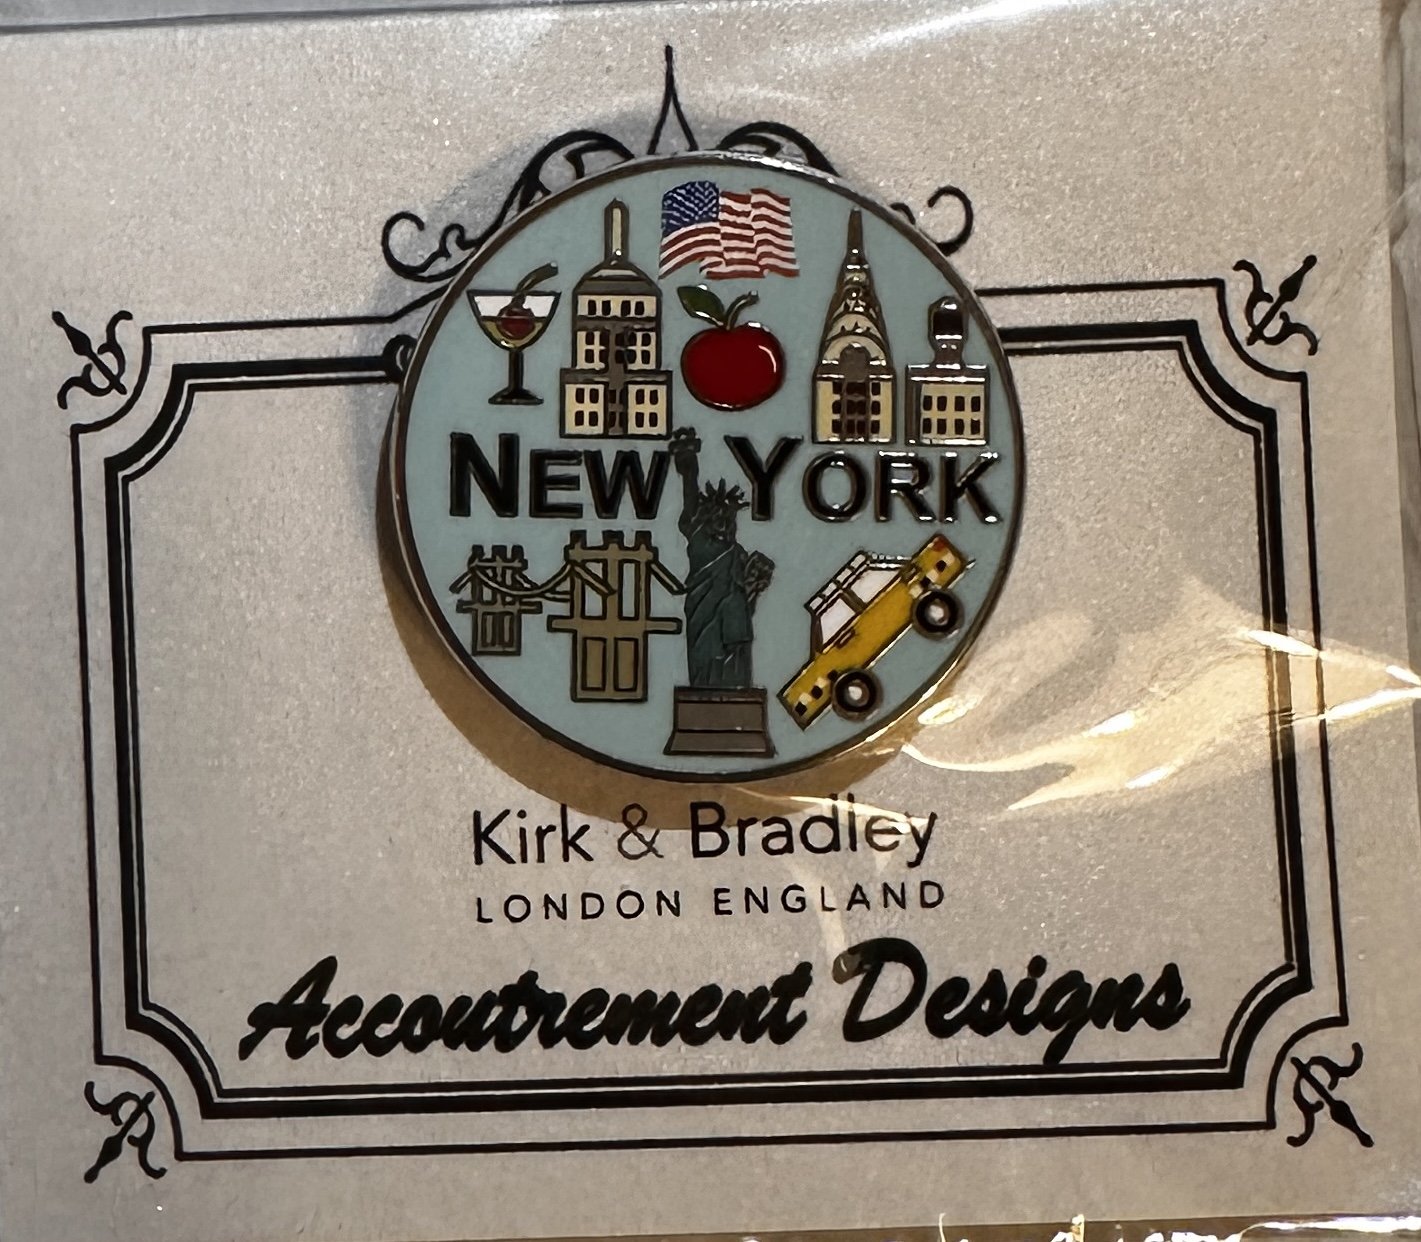 NEW YORK
Kirk & Bradley
LONDON ENGLAND
Accoutrement Designs